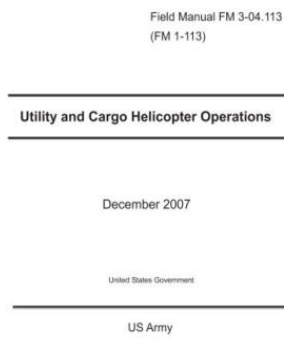 Field Manual FM 3-04.113
(FM 1-113)
Utility and Cargo Helicopter Operations
December 2007
United States Government
US Army